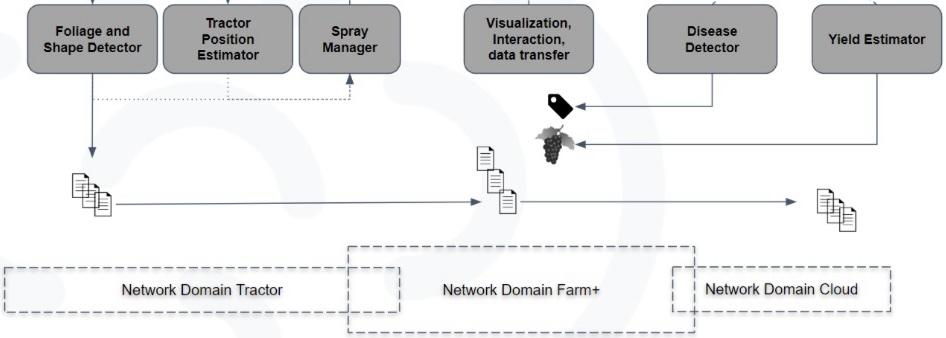 Foliage and
Shape Detector
Tractor
Position
Estimator
Spray
Manager
Visualization,
Interaction,
data transfer
Disease
Detector
Yield Estimator
Network Domain Tractor
Network Domain Farm+
Network Domain Cloud